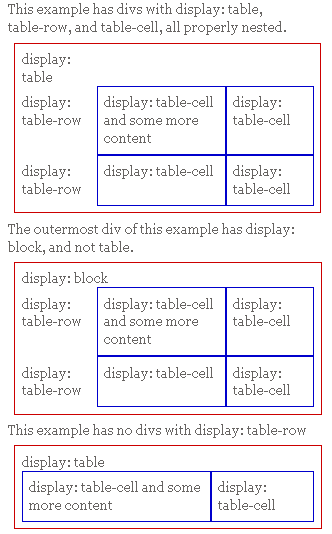 This example has divs with display: table,
table-row, and table-cell, all properly nested.
display:
table
display:
table-row
display: table-cell
and some more
content
display:
table-cell
display:
table-row
display: table-cell
display:
table-cell
The outermost div of this example has display:
block, and not table.
display: block
display:
table-row
display: table-cell
and some more
content
display:
table-cell
display:
table-row
display: table-cell
display:
table-cell
This example has no divs with display: table-row
display: table
display: table-cell and some
more content
display:
table-cell